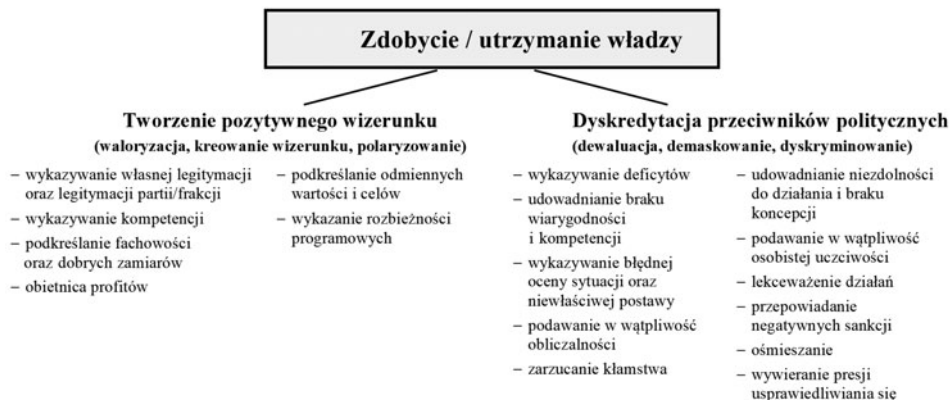 Zdobycie / utrzymanie władzy
Tworzenie pozytywnego wizerunku
(waloryzacja, kreowanie wizerunku, polaryzowanie)
– wykazywanie własnej legitymacji
oraz legitymacji partii/frakcji
– wykazywanie kompetencji
– podkreślanie fachowości
oraz dobrych zamiarów
– obietnica profitów
– podkreślanie odmiennych
wartości i celów
– wykazanie rozbieżności
programowych
Dyskredytacja przeciwników politycznych
(dewaluacja, demaskowanie, dyskryminowanie)
– wykazywanie deficytów
– udowadnianie braku
wiarygodności
i kompetencji
– wykazywanie błędnej
oceny sytuacji oraz
niewłaściwej postawy
– podawanie w wątpliwość
obliczalności
– zarzucanie kłamstwa
– udowadnianie niezdolności
do działania i braku
koncepcji
– podawanie w wątpliwość
osobistej uczciwości
– lekceważenie działań
– przepowiadanie
negatywnych sankcji
– ośmieszanie
– wywieranie presji
usprawiedliwiania się